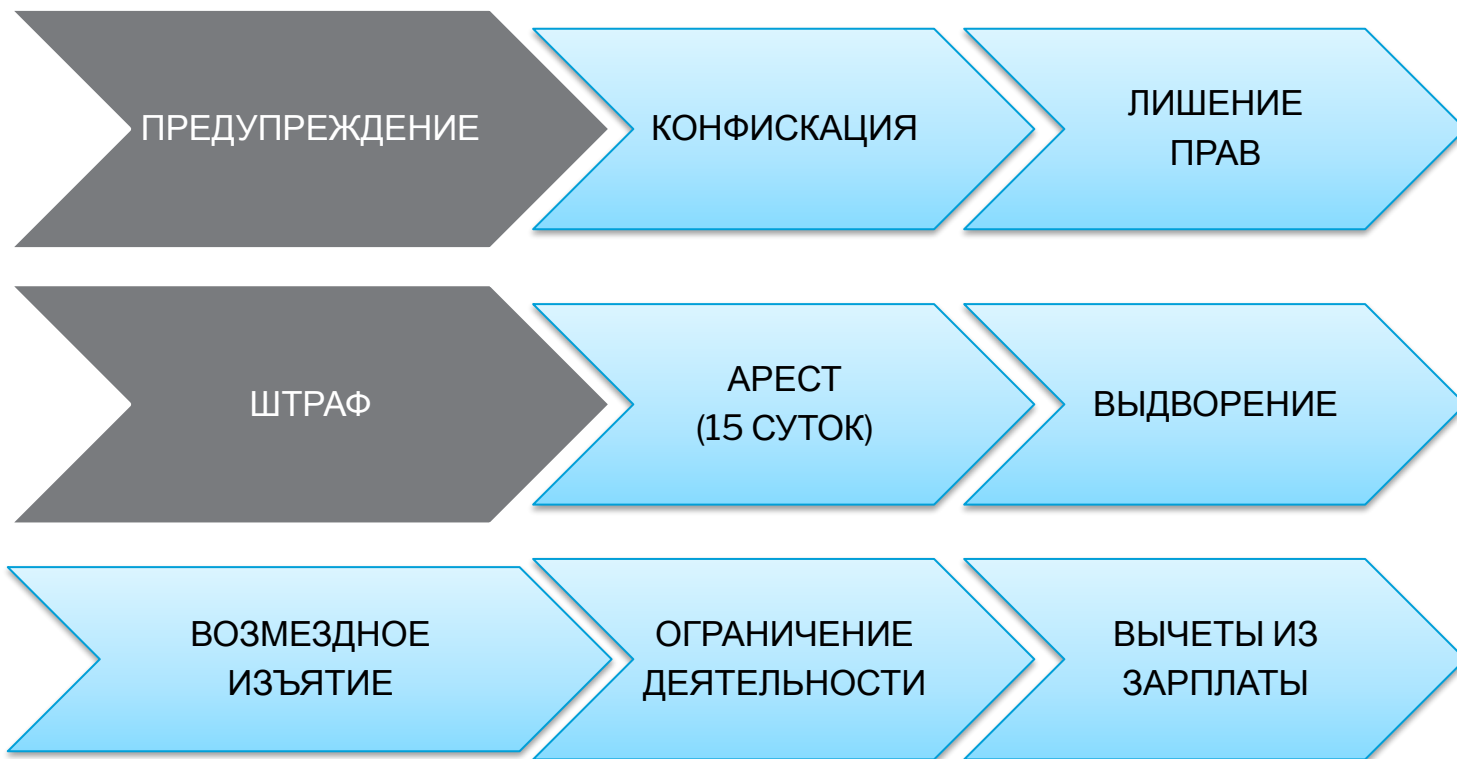 ПРЕДУПРЕЖДЕНИЕ
КОНФИСКАЦИЯ
ЛИШЕНИЕ
ПРАВ
ШТРАФ
АРЕСТ
(15 СУТОК)
ВЫДВОРЕНИЕ
ВОЗМЕЗДНОЕ
ИЗЪЯТИЕ
ОГРАНИЧЕНИЕ
ДЕЯТЕЛЬНОСТИ
ВЫЧЕТЫ ИЗ
ЗАРПЛАТЫ